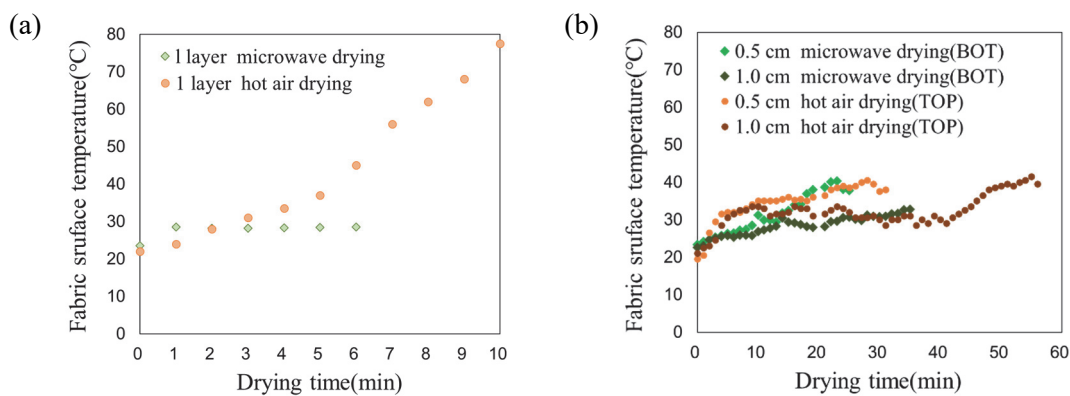 (a)
80
70
60
50
40
30
20
10
0
Fabric sruface temperature(℃)
1 layer microwave drying
1 layer hot air drying
0 1 2 3 4 5 6 7 8 9 10
Drying time(min)
(b)
80
70
60
50
40
30
20
10
0
Fabric sruface temperature(℃)
0.5 cm microwave drying(BOT)
1.0 cm microwave drying(BOT)
0.5 cm hot air drying(TOP)
1.0 cm hot air drying(TOP)
0 10 20 30 40 50 60
Drying time(min)